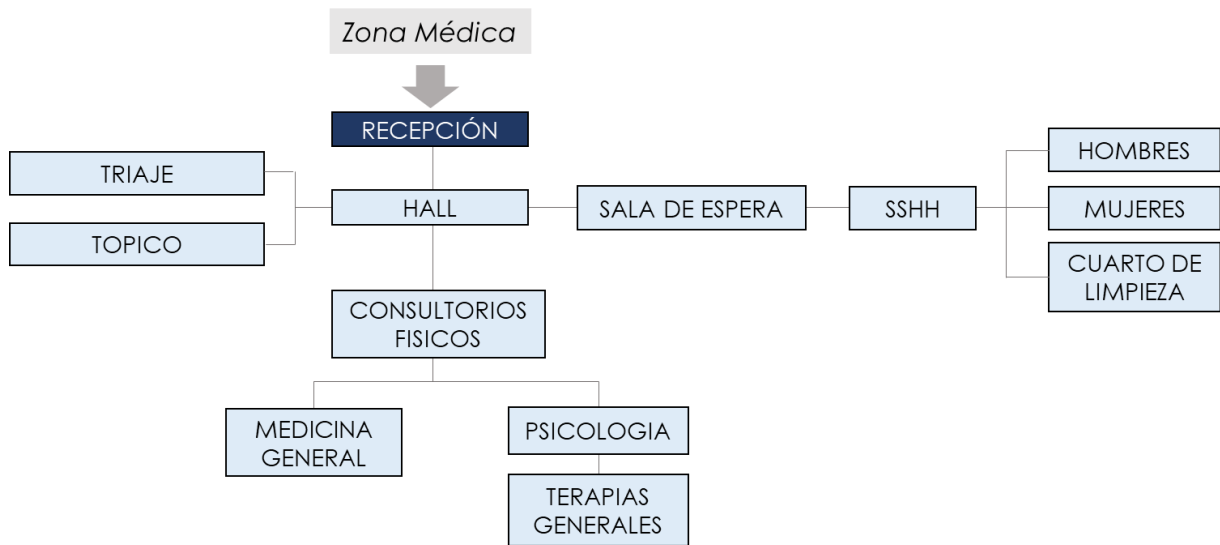 Zona Médica
RECEPCIÓN
HOMBRES
TRIAJE
HALL
SALA DE ESPERA
SSHH
MUJERES
TOPICO
CUARTO DE
LIMPIEZA
CONSULTORIOS
FISICOS
MEDICINA
GENERAL
PSICOLOGIA
TERAPIAS
GENERALES